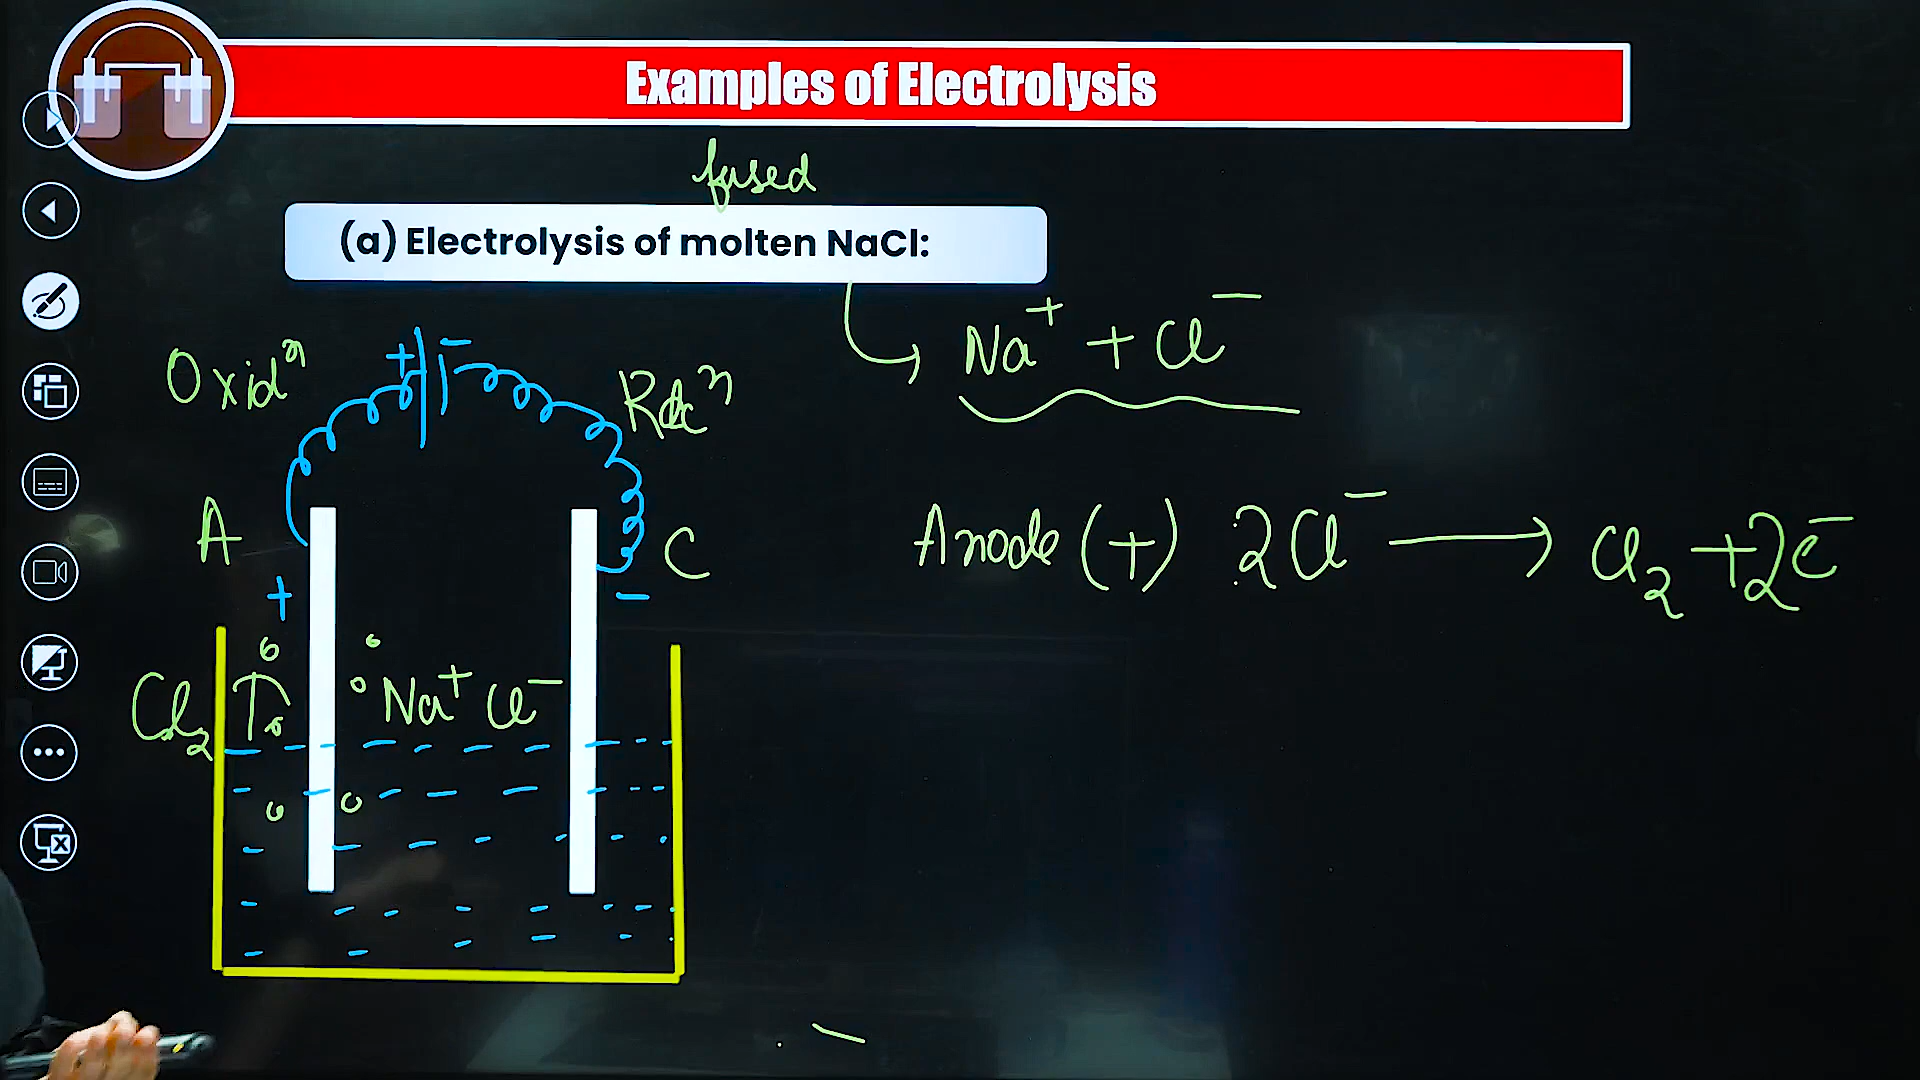 Examples of Electrolysis
fused
(a) Electrolysis of molten NaCl:
Na⁺ + Cl⁻
Oxidⁿ
+ −
Redⁿ
A
C
Anode (+) 2Cl⁻ ⟶ Cl₂ + 2e⁻
+
−
Cl₂ ↑
Na⁺ Cl⁻